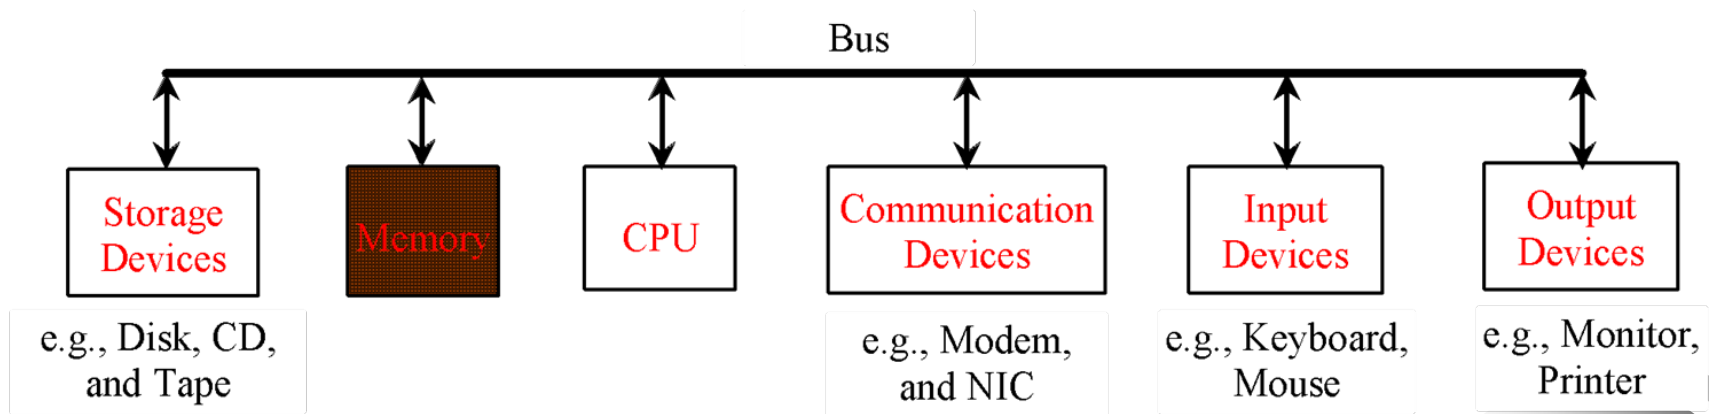 Bus
Storage
Devices
Memory
CPU
Communication
Devices
Input
Devices
Output
Devices
e.g., Disk, CD,
and Tape
e.g., Modem,
and NIC
e.g., Keyboard,
Mouse
e.g., Monitor,
Printer